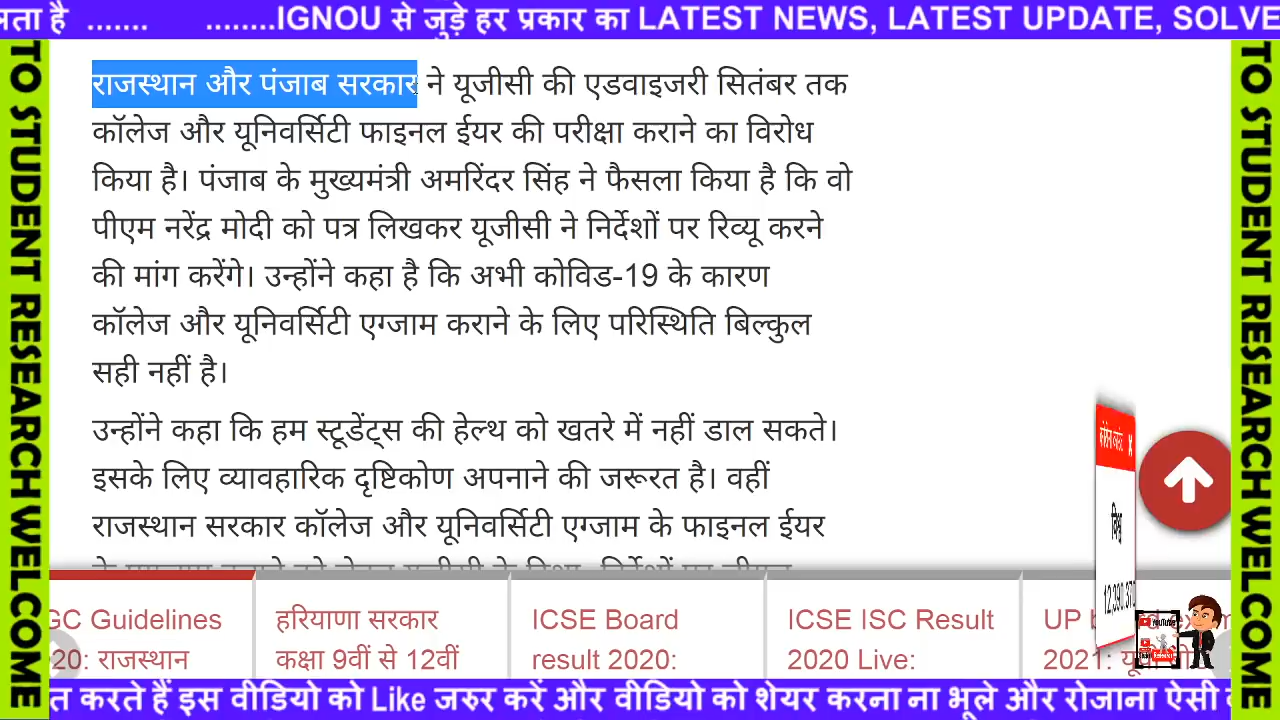 मता है ....... ........IGNOU से जुड़े हर प्रकार का LATEST NEWS, LATEST UPDATE, SOLVE
TO STUDENT RESEARCH WELCOME
राजस्थान और पंजाब सरकार ने यूजीसी की एडवाइजरी सितंबर तक
कॉलेज और यूनिवर्सिटी फाइनल ईयर की परीक्षा कराने का विरोध
किया है। पंजाब के मुख्यमंत्री अमरिंदर सिंह ने फैसला किया है कि वो
पीएम नरेंद्र मोदी को पत्र लिखकर यूजीसी ने निर्देशों पर रिव्यू करने
की मांग करेंगे। उन्होंने कहा है कि अभी कोविड-19 के कारण
कॉलेज और यूनिवर्सिटी एग्जाम कराने के लिए परिस्थिति बिल्कुल
सही नहीं है।
उन्होंने कहा कि हम स्टूडेंट्स की हेल्थ को खतरे में नहीं डाल सकते।
इसके लिए व्यावहारिक दृष्टिकोण अपनाने की जरूरत है। वहीं
राजस्थान सरकार कॉलेज और यूनिवर्सिटी एग्जाम के फाइनल ईयर
विश्व
GC Guidelines
20: राजस्थान
हरियाणा सरकार
कक्षा 9वीं से 12वीं
ICSE Board
result 2020:
ICSE ISC Result
2020 Live:
UP
2021:
YouTube
TO STUDENT RESEARCH WELCOME
त करते हैं इस वीडियो को Like जरुर करें और वीडियो को शेयर करना ना भूले और रोजाना ऐसी